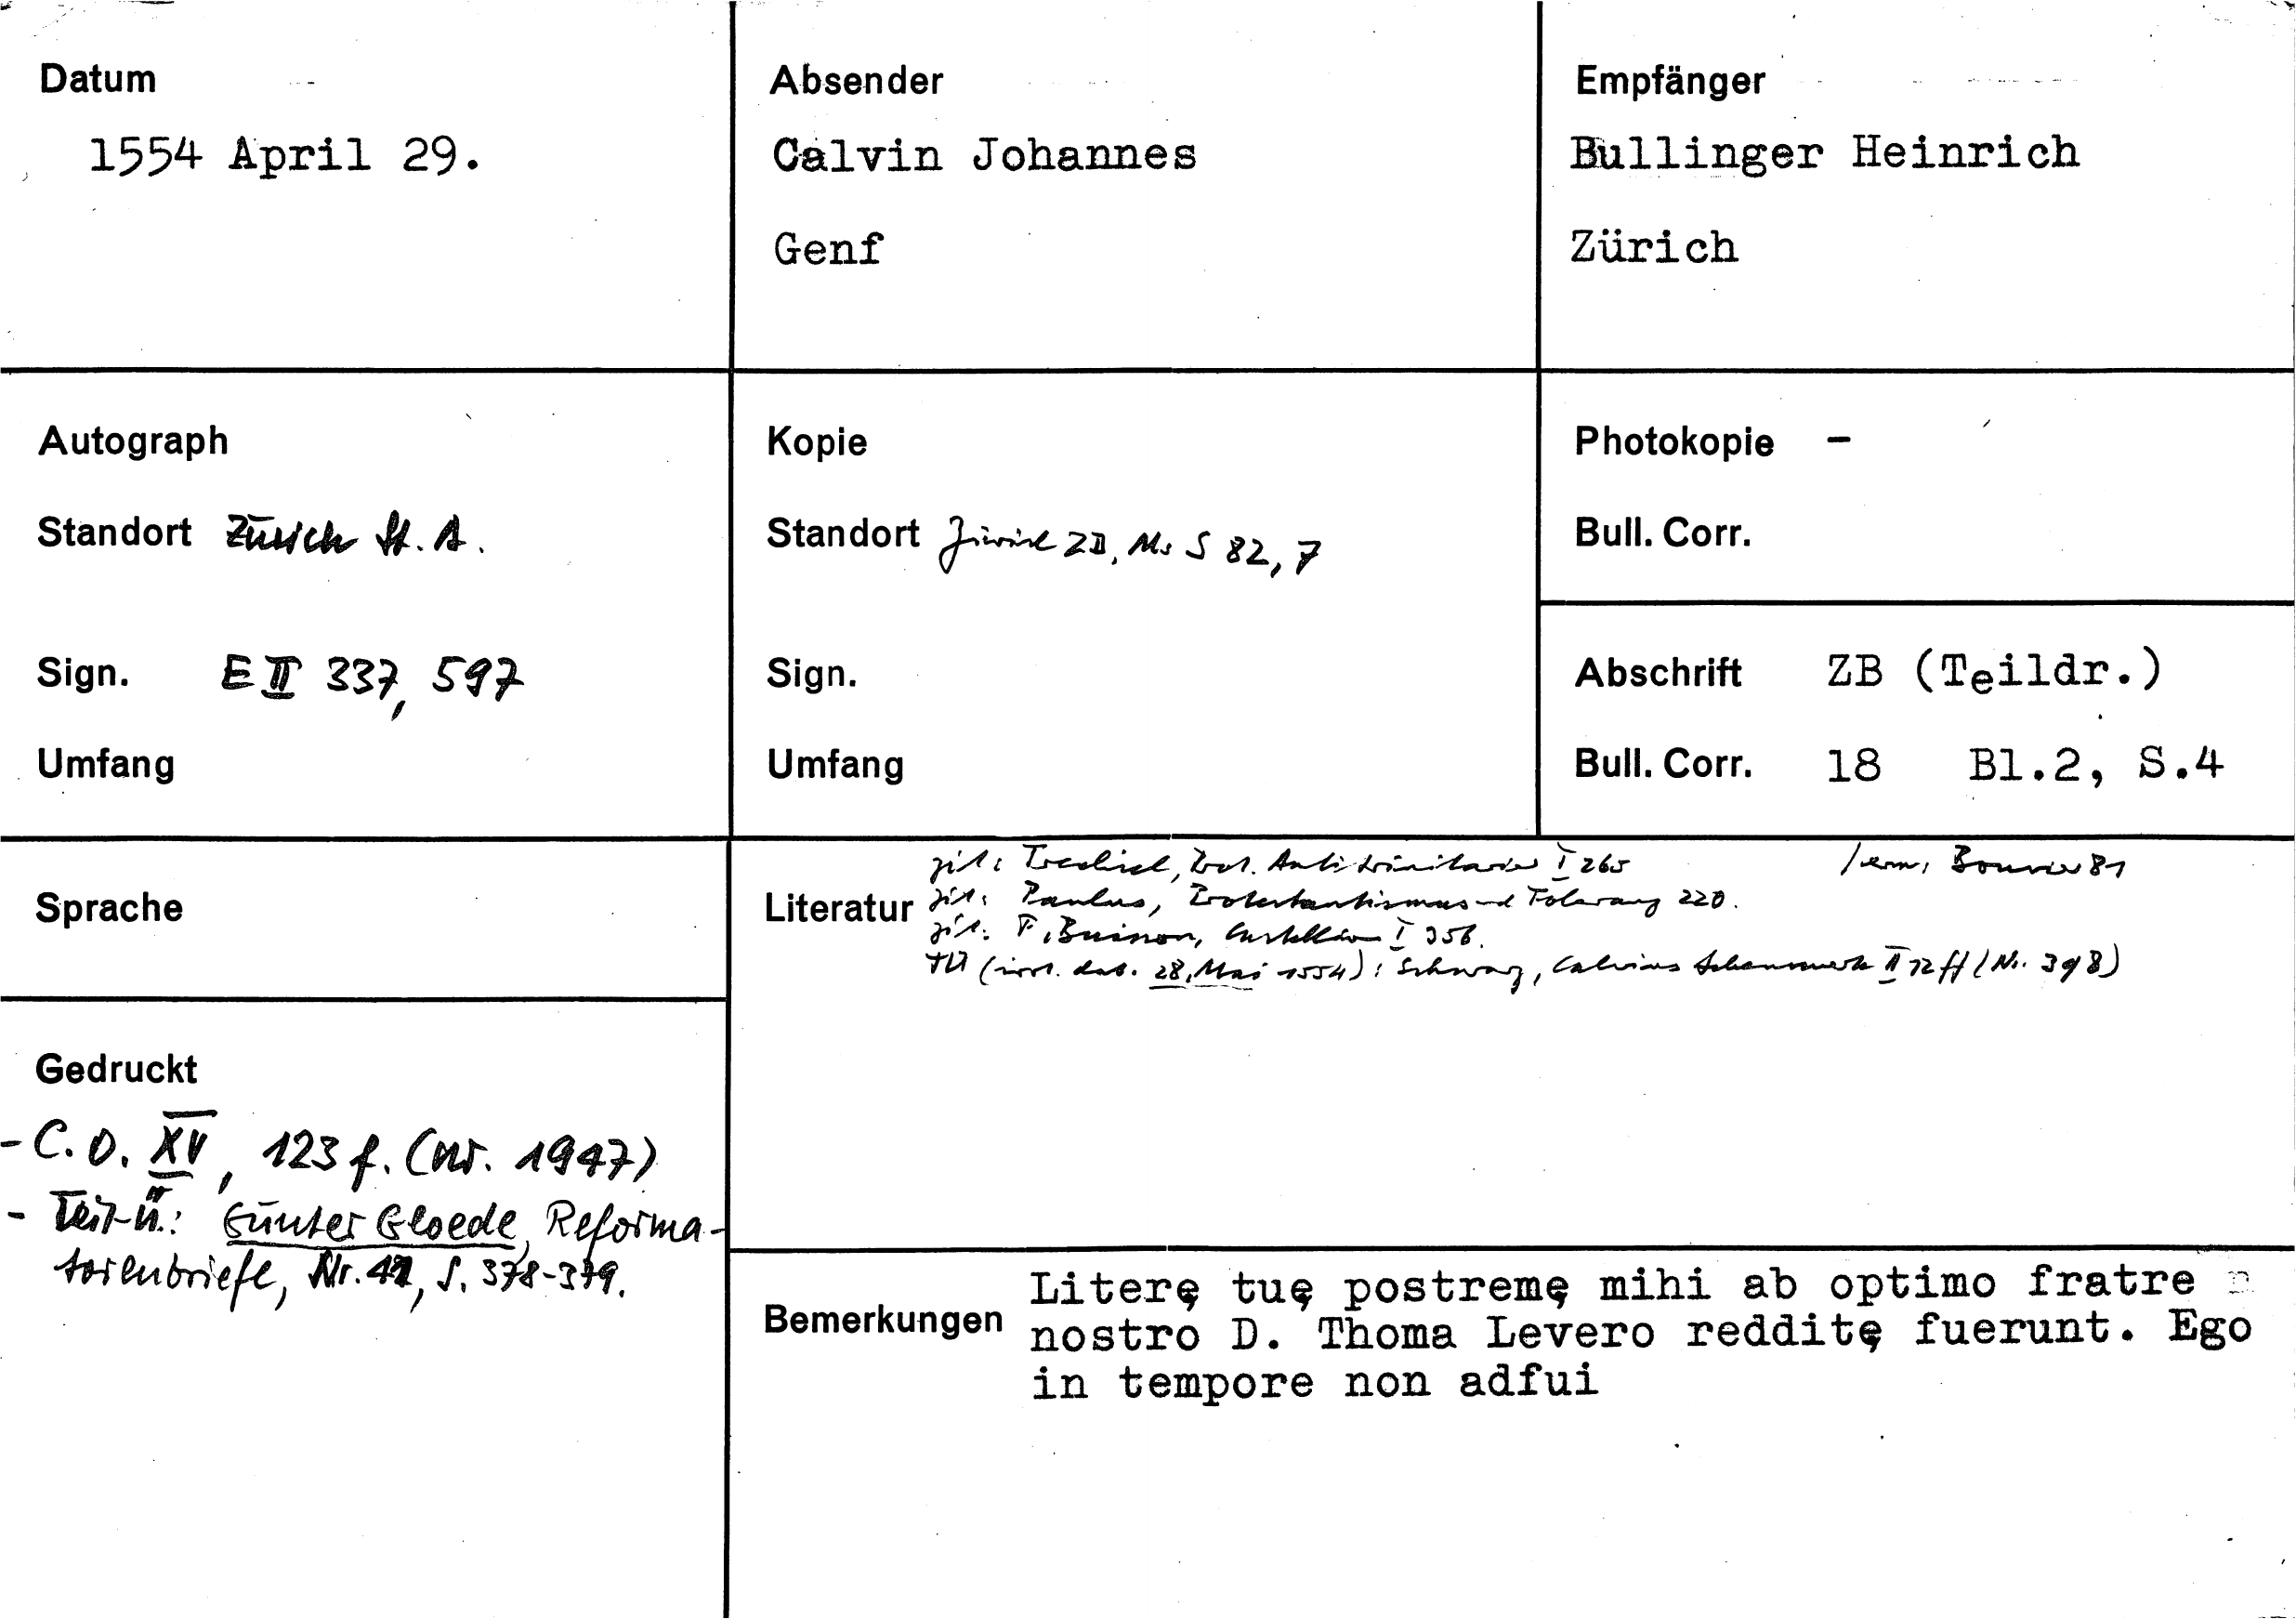 Datum
1554 April 29.
Absender
Calvin Johannes
Genf
Empfänger
Bullinger Heinrich
Zürich
Autograph
Standort Zürich St. A.
Sign. E II 337, 597
Umfang
Kopie
Standort Zürich ZB, Ms S 82, 7
Sign.
Umfang
Photokopie –
Bull. Corr.
Abschrift ZB (Teildr.)
Bull. Corr. 18 Bl.2, S.4
Sprache
Gedruckt
- C. O. XV, 123 f. (Nr. 1947)
- Teil-Ü.: Günter Gloede, Reforma-
torenbriefe, Nr. 42, S. 378-379.
Literatur
zit: Trechsel, Prot. Antitrinitarier I 265 / erw. Bouvier 81
zit. Paulus, Protestantismus und Toleranz 220.
zit. F. Buisson, Castellion I 356.
TÜ (irrt. dat. 28. Mai 1554): Schwarz, Calvins Lebenswerk II 72 ff (Nr. 398)
Bemerkungen
Literę tuę postremę mihi ab optimo fratre n
nostro D. Thoma Levero redditę fuerunt. Ego
in tempore non adfui